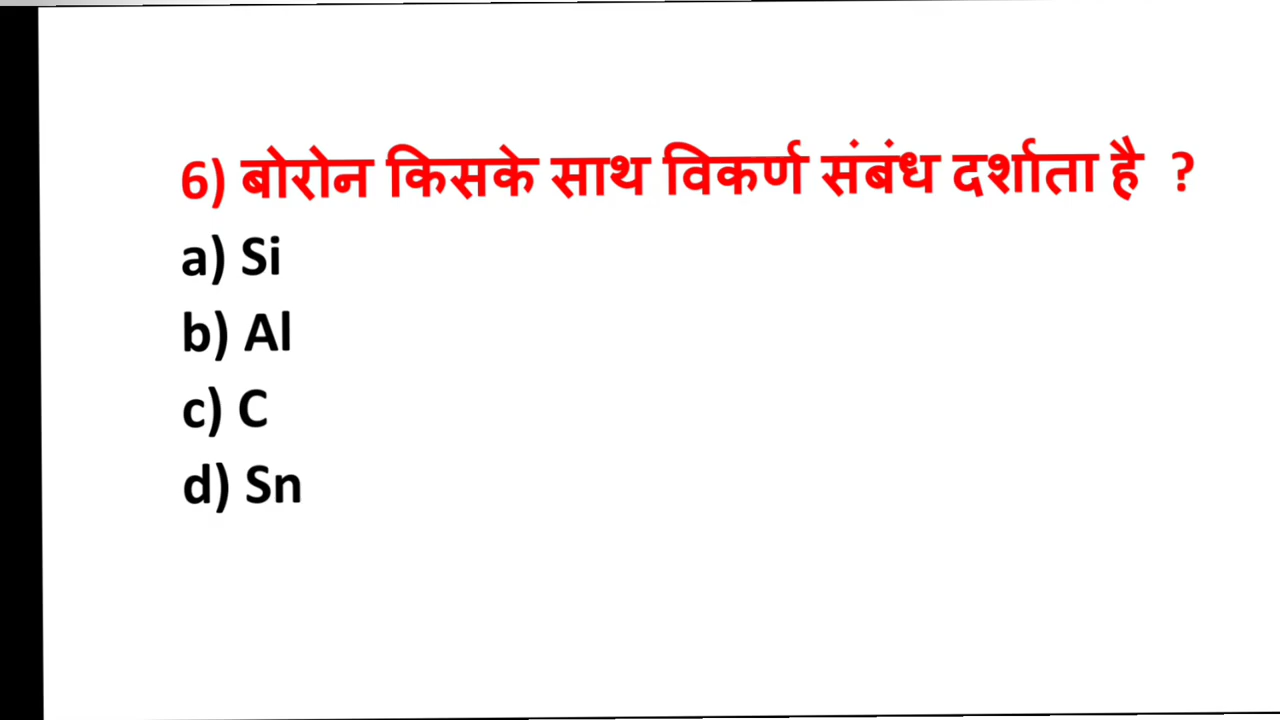 6) बोरोन किसके साथ विकर्ण संबंध दर्शाता है ?
a) Si
b) Al
c) C
d) Sn